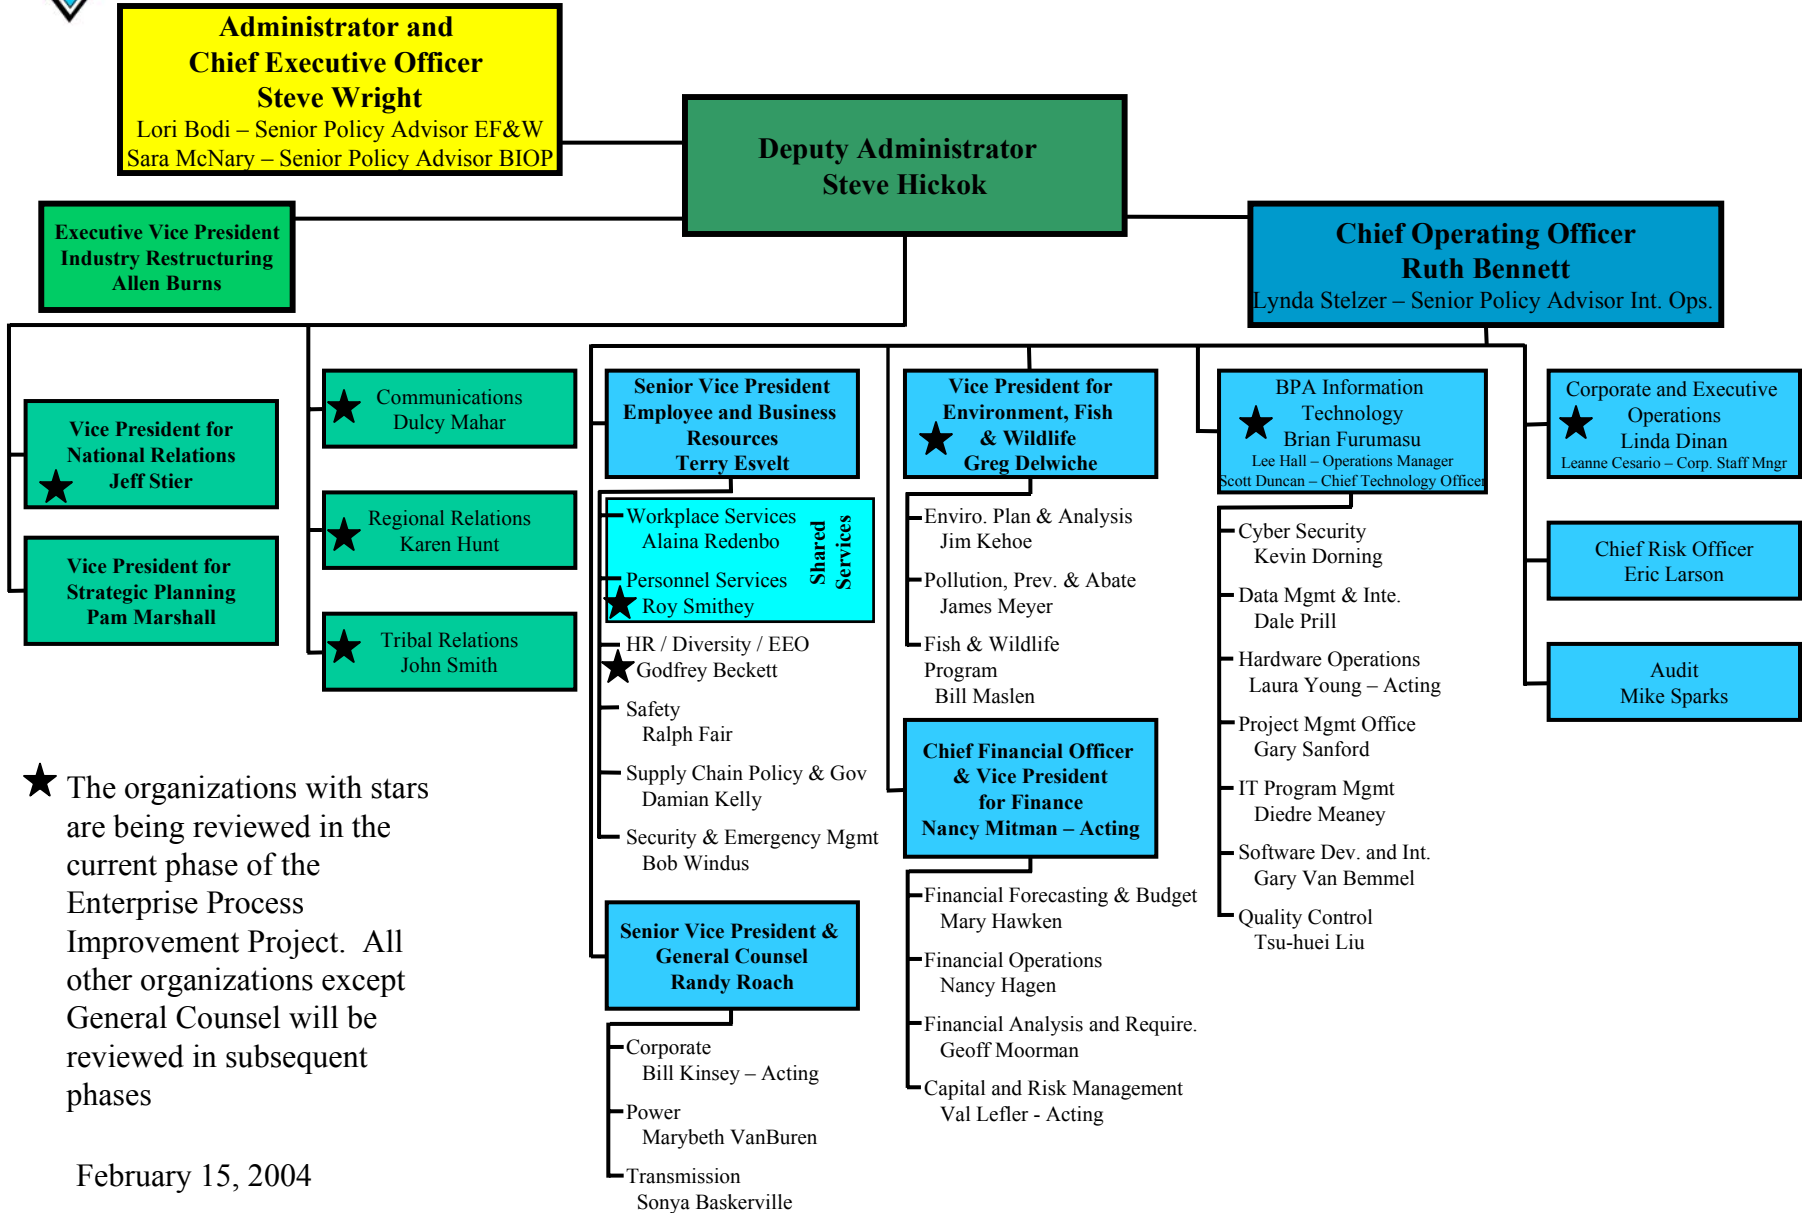 Administrator and
Chief Executive Officer
Steve Wright
Lori Bodi – Senior Policy Advisor EF&W
Sara McNary – Senior Policy Advisor BIOP
Deputy Administrator
Steve Hickok
Executive Vice President
Industry Restructuring
Allen Burns
Chief Operating Officer
Ruth Bennett
Lynda Stelzer – Senior Policy Advisor Int. Ops.
Vice President for
National Relations
Jeff Stier
Vice President for
Strategic Planning
Pam Marshall
Communications
Dulcy Mahar
Regional Relations
Karen Hunt
Tribal Relations
John Smith
Senior Vice President
Employee and Business
Resources
Terry Esvelt
Workplace Services
Alaina Redenbo
Personnel Services
Roy Smithey
Shared
Services
HR / Diversity / EEO
Godfrey Beckett
Safety
Ralph Fair
Supply Chain Policy & Gov
Damian Kelly
Security & Emergency Mgmt
Bob Windus
Senior Vice President &
General Counsel
Randy Roach
Corporate
Bill Kinsey – Acting
Power
Marybeth VanBuren
Transmission
Sonya Baskerville
Vice President for
Environment, Fish
& Wildlife
Greg Delwiche
Enviro. Plan & Analysis
Jim Kehoe
Pollution, Prev. & Abate
James Meyer
Fish & Wildlife
Program
Bill Maslen
Chief Financial Officer
& Vice President
for Finance
Nancy Mitman – Acting
Financial Forecasting & Budget
Mary Hawken
Financial Operations
Nancy Hagen
Financial Analysis and Require.
Geoff Moorman
Capital and Risk Management
Val Lefler - Acting
BPA Information
Technology
Brian Furumasu
Lee Hall – Operations Manager
Scott Duncan – Chief Technology Officer
Cyber Security
Kevin Dorning
Data Mgmt & Inte.
Dale Prill
Hardware Operations
Laura Young – Acting
Project Mgmt Office
Gary Sanford
IT Program Mgmt
Diedre Meaney
Software Dev. and Int.
Gary Van Bemmel
Quality Control
Tsu-huei Liu
Corporate and Executive
Operations
Linda Dinan
Leanne Cesario – Corp. Staff Mngr
Chief Risk Officer
Eric Larson
Audit
Mike Sparks
The organizations with stars
are being reviewed in the
current phase of the
Enterprise Process
Improvement Project.  All
other organizations except
General Counsel will be
reviewed in subsequent
phases
February 15, 2004